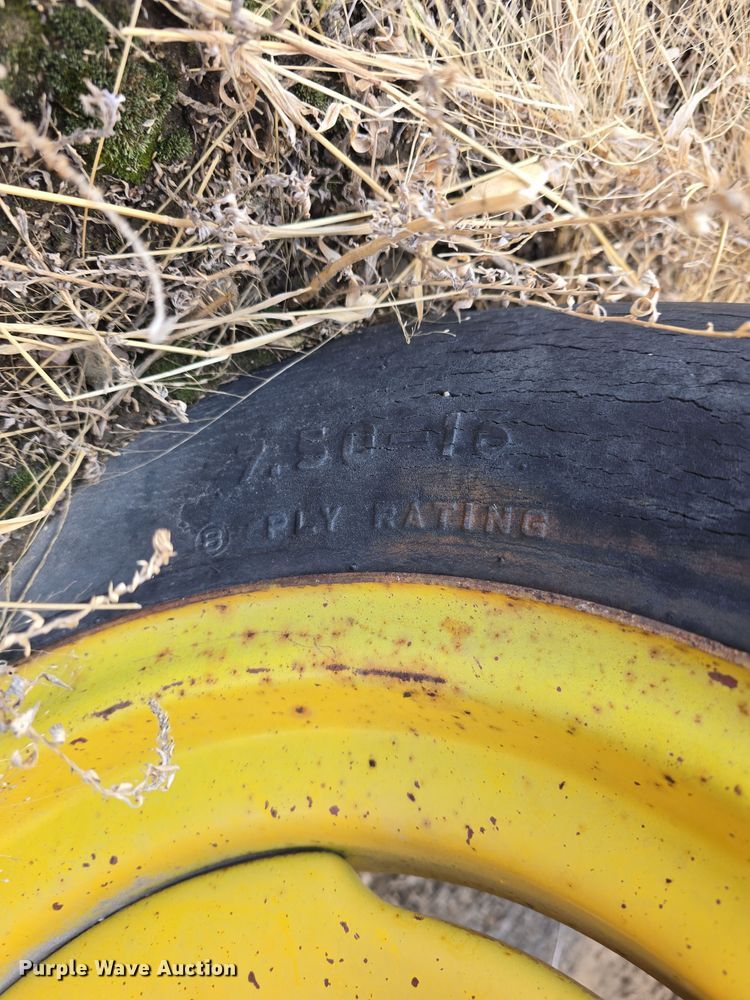 7.50-16
8 PLY RATING
Purple Wave Auction